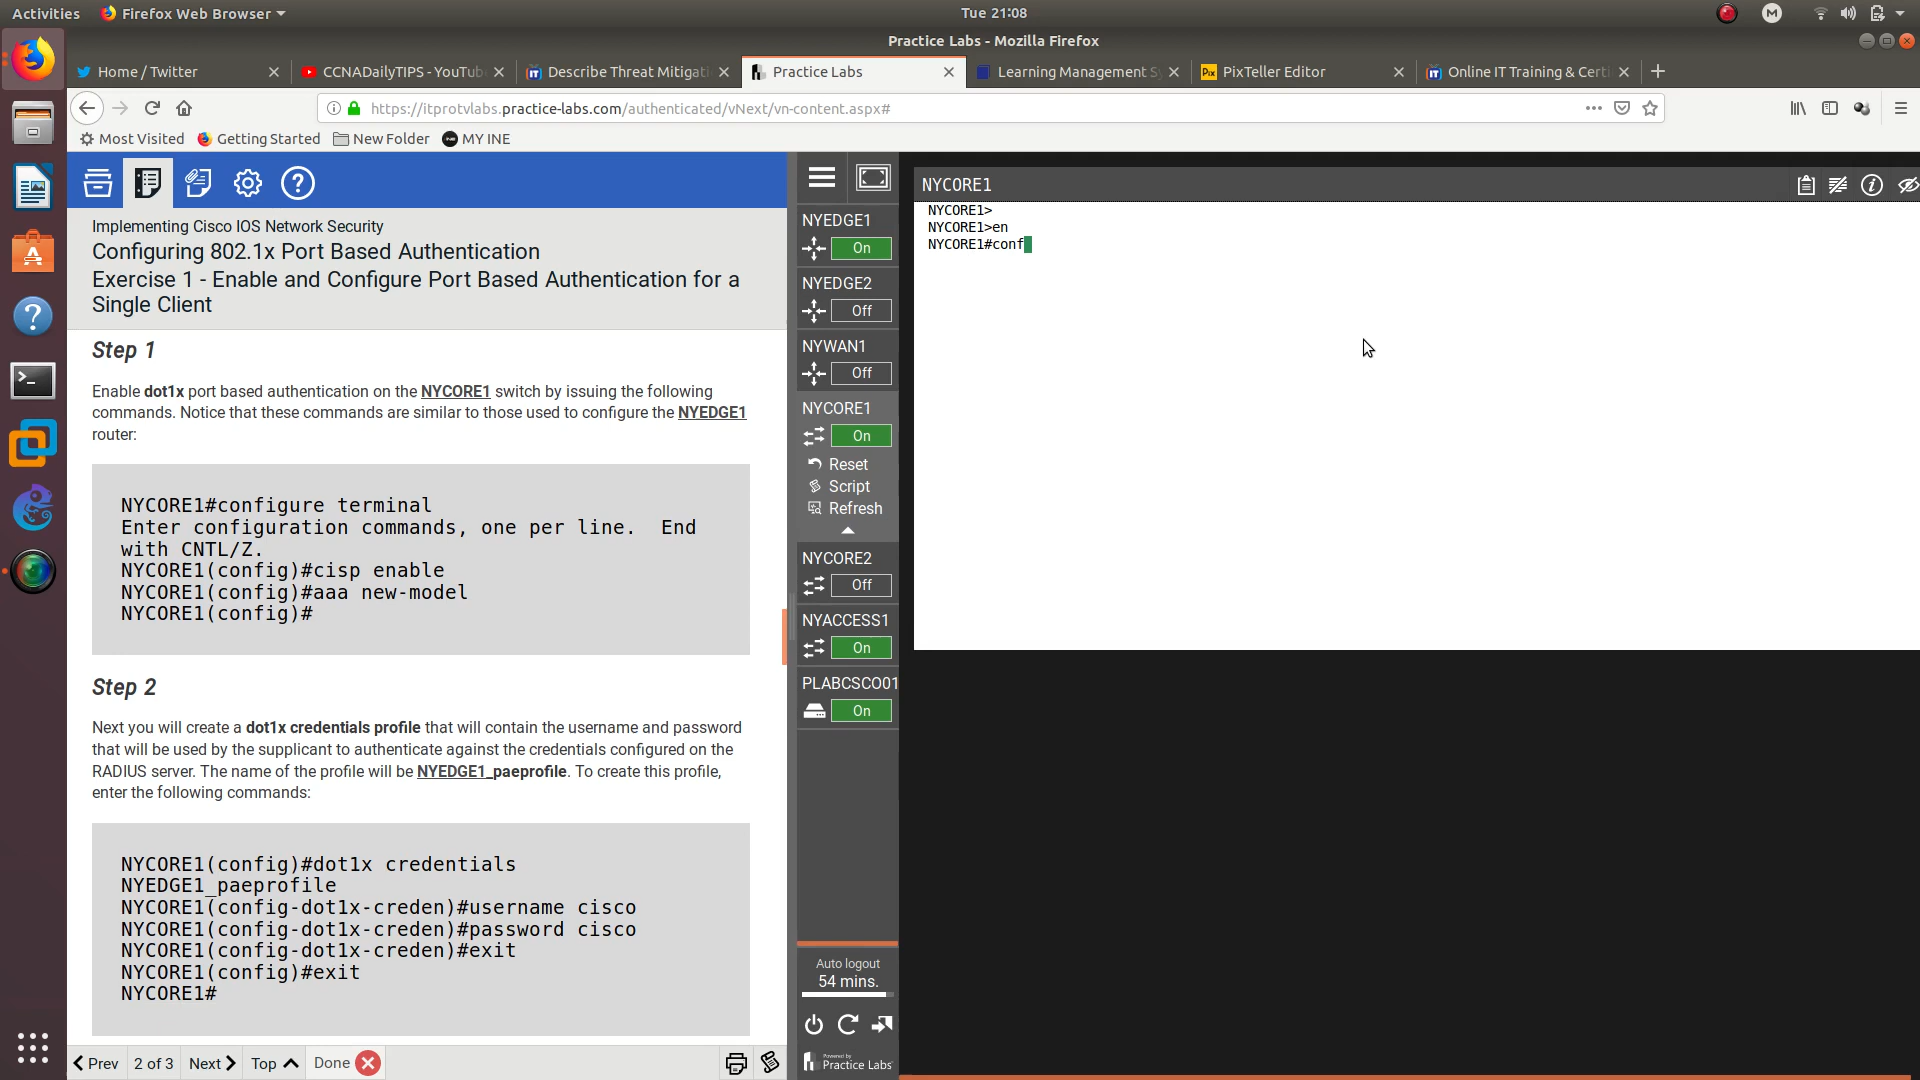 Activities
Firefox Web Browser
Tue 21:08
M
Practice Labs - Mozilla Firefox
Home / Twitter
CCNADailyTIPS - YouTub
Describe Threat Mitigati
Practice Labs
Learning Management Sy
PixTeller Editor
Online IT Training & Certi
https://itprotvlabs.practice-labs.com/authenticated/vNext/vn-content.aspx#
Most Visited
Getting Started
New Folder
MY INE
Implementing Cisco IOS Network Security
Configuring 802.1x Port Based Authentication
Exercise 1 - Enable and Configure Port Based Authentication for a
Single Client
Step 1
Enable dot1x port based authentication on the NYCORE1 switch by issuing the following
commands. Notice that these commands are similar to those used to configure the NYEDGE1
router:
NYCORE1#configure terminal
Enter configuration commands, one per line.  End
with CNTL/Z.
NYCORE1(config)#cisp enable
NYCORE1(config)#aaa new-model
NYCORE1(config)#
Step 2
Next you will create a dot1x credentials profile that will contain the username and password
that will be used by the supplicant to authenticate against the credentials configured on the
RADIUS server. The name of the profile will be NYEDGE1_paeprofile. To create this profile,
enter the following commands:
NYCORE1(config)#dot1x credentials
NYEDGE1_paeprofile
NYCORE1(config-dot1x-creden)#username cisco
NYCORE1(config-dot1x-creden)#password cisco
NYCORE1(config-dot1x-creden)#exit
NYCORE1(config)#exit
NYCORE1#
Prev
2 of 3
Next
Top
Done
NYEDGE1
On
NYEDGE2
Off
NYWAN1
Off
NYCORE1
On
Reset
Script
Refresh
NYCORE2
Off
NYACCESS1
On
PLABCSCO01
On
Auto logout
54 mins.
Powered by
Practice Labs
NYCORE1
NYCORE1>
NYCORE1>en
NYCORE1#conf